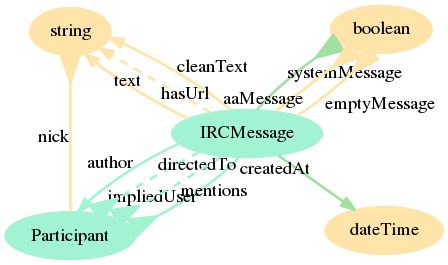 string
boolean
cleanText
systemMessage
text
hasUrl
aaMessage
emptyMessage
IRCMessage
nick
author
directedTo
createdAt
impliedUser
mentions
Participant
dateTime